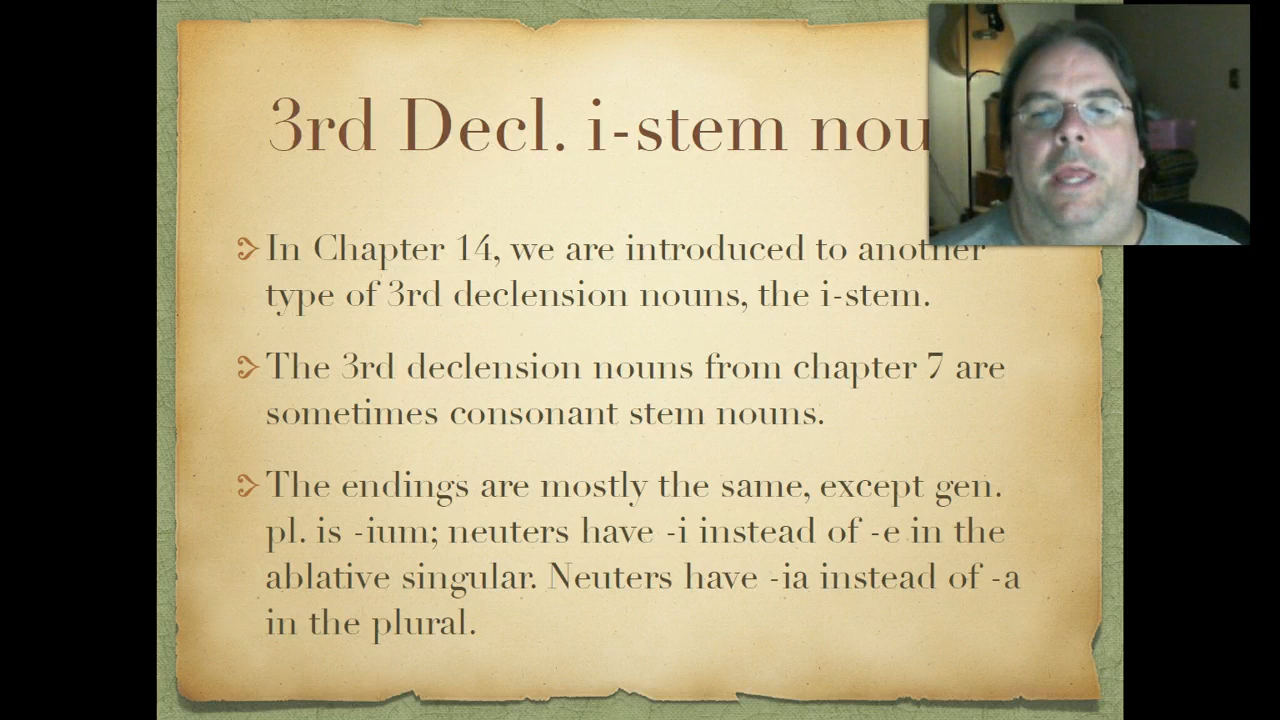 3rd Decl. i-stem nou
In Chapter 14, we are introduced to another
type of 3rd declension nouns, the i-stem.
The 3rd declension nouns from chapter 7 are
sometimes consonant stem nouns.
The endings are mostly the same, except gen.
pl. is -ium; neuters have -i instead of -e in the
ablative singular. Neuters have -ia instead of -a
in the plural.